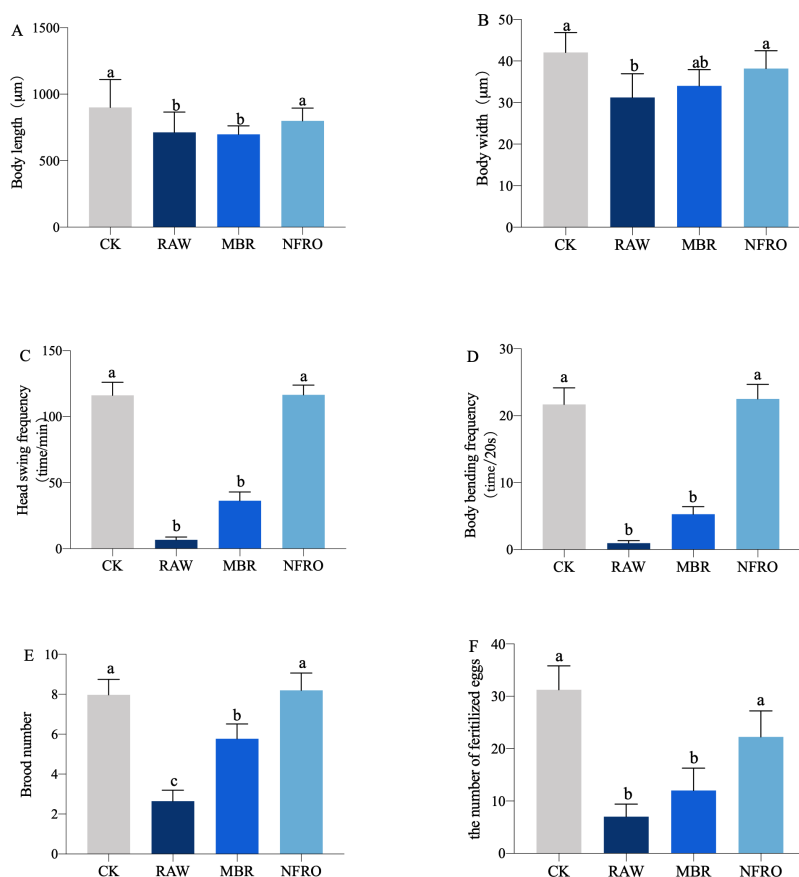 A
Body length（μm）
1500
1000
500
0
a
b
b
a
CK RAW MBR NFRO
B
Body width（μm）
50
40
30
20
10
0
a
b
ab
a
CK RAW MBR NFRO
C
Head swing frequency
（time/min）
150
100
50
0
a
b
b
a
CK RAW MBR NFRO
D
Body bending frequency
（time/20s）
30
20
10
0
a
b
b
a
CK RAW MBR NFRO
E
Brood number
10
8
6
4
2
0
a
c
b
a
CK RAW MBR NFRO
F
the number of feritilized eggs
40
30
20
10
0
a
b
b
a
CK RAW MBR NFRO